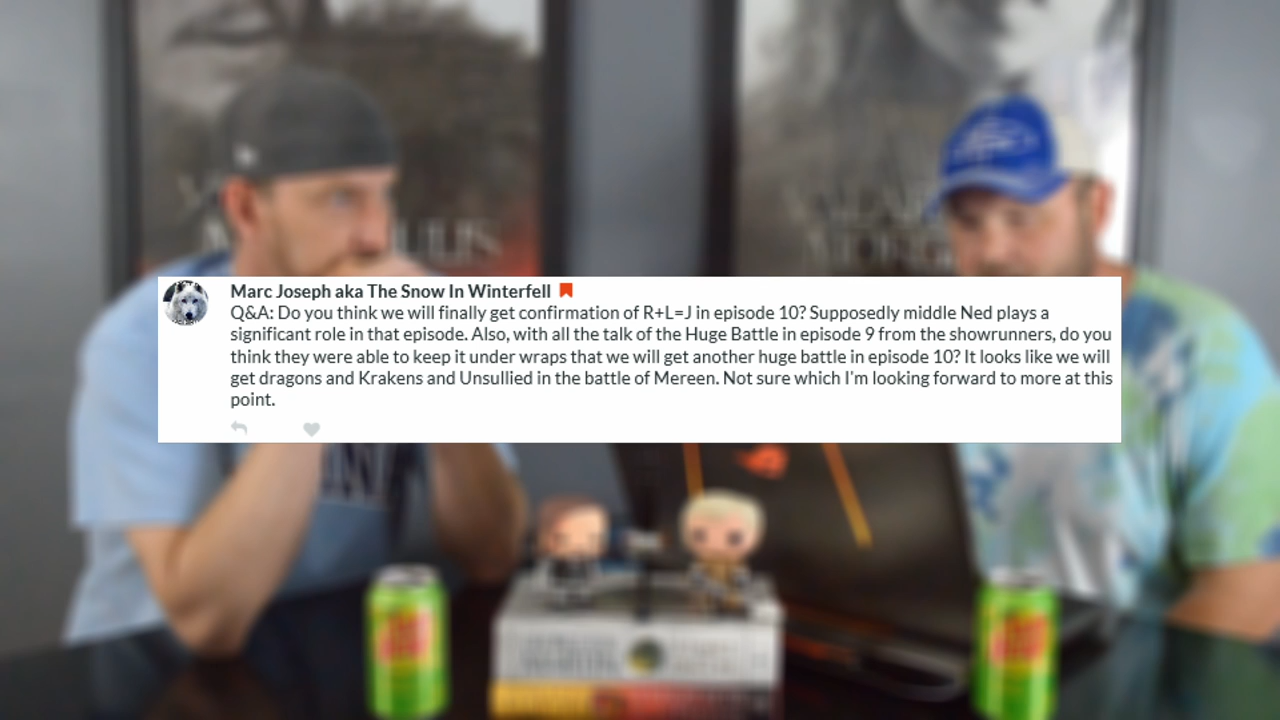 Marc Joseph aka The Snow In Winterfell
Q&A: Do you think we will finally get confirmation of R+L=J in episode 10? Supposedly middle Ned plays a
significant role in that episode. Also, with all the talk of the Huge Battle in episode 9 from the showrunners, do you
think they were able to keep it under wraps that we will get another huge battle in episode 10? It looks like we will
get dragons and Krakens and Unsullied in the battle of Mereen. Not sure which I'm looking forward to more at this
point.